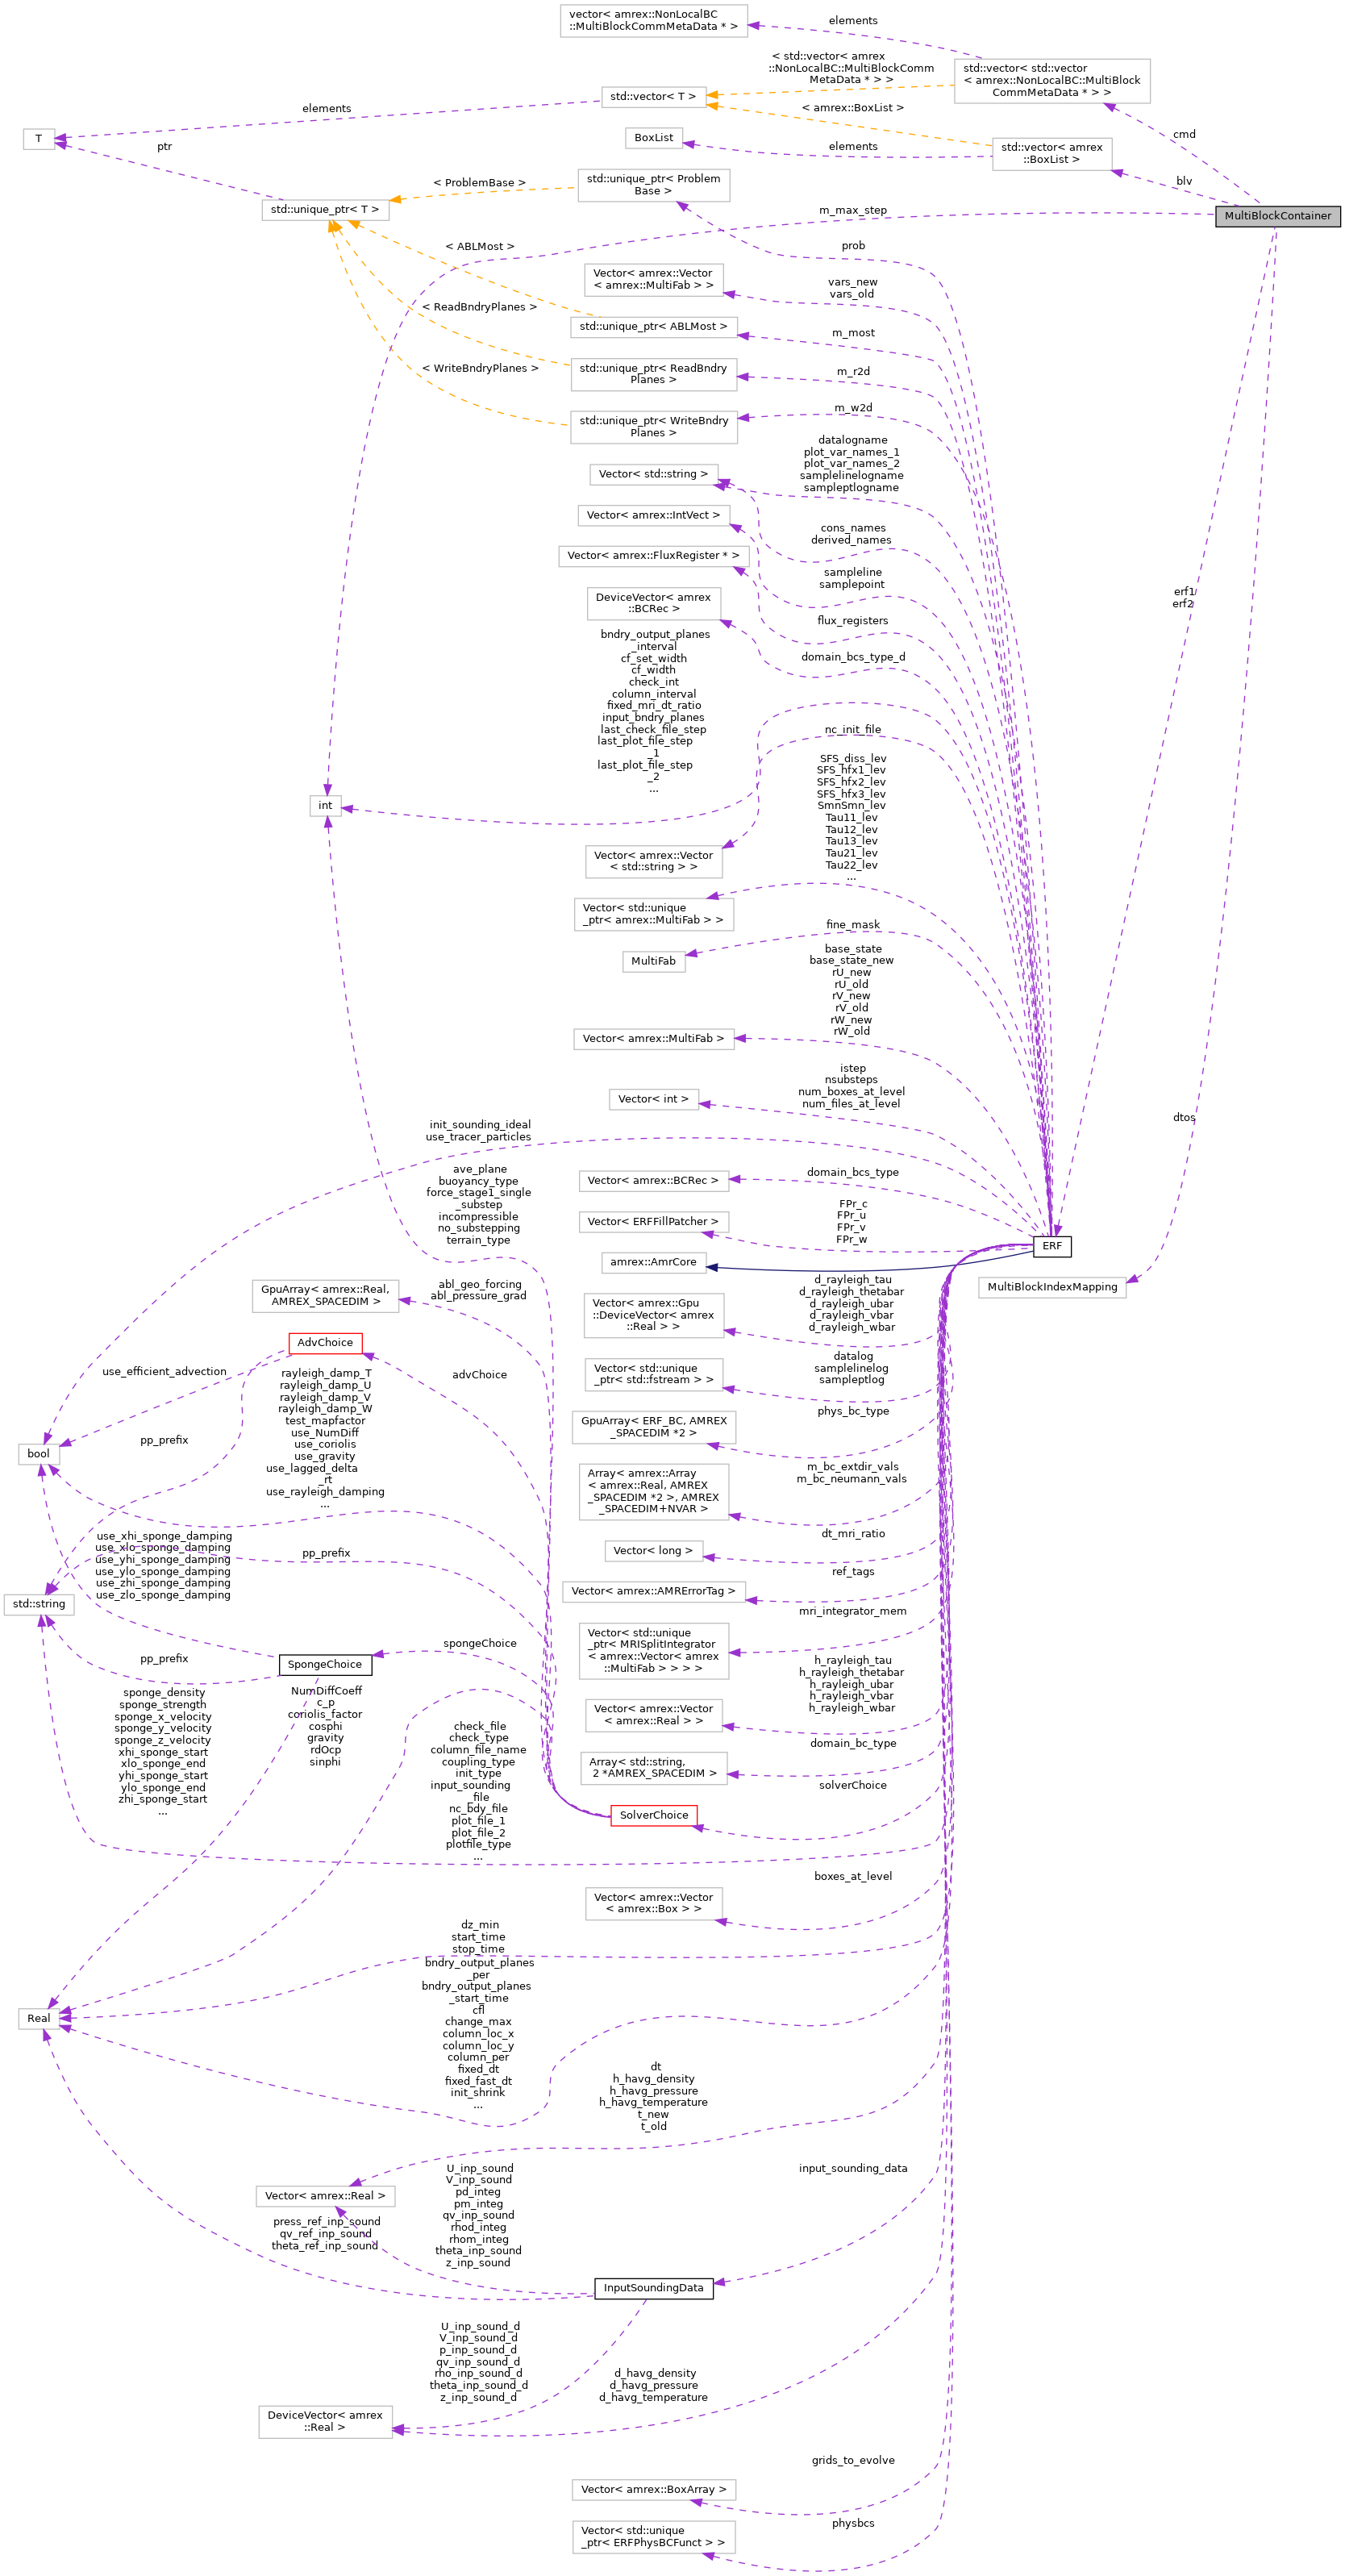 vector< amrex::NonLocalBC
::MultiBlockCommMetaData * >
elements
< std::vector< amrex
::NonLocalBC::MultiBlockComm
MetaData * > >
std::vector< std::vector
< amrex::NonLocalBC::MultiBlock
CommMetaData * > >
std::vector< T >
elements
< amrex::BoxList >
cmd
T
BoxList
ptr
elements
std::vector< amrex
::BoxList >
< ProblemBase >
std::unique_ptr< Problem
Base >
blv
std::unique_ptr< T >
m_max_step
MultiBlockContainer
< ABLMost >
prob
Vector< amrex::Vector
< amrex::MultiFab > >
vars_new
vars_old
< ReadBndryPlanes >
std::unique_ptr< ABLMost >
m_most
< WriteBndryPlanes >
std::unique_ptr< ReadBndry
Planes >
m_r2d
std::unique_ptr< WriteBndry
Planes >
m_w2d
datalogname
plot_var_names_1
plot_var_names_2
samplelinelogname
sampleptlogname
Vector< std::string >
Vector< amrex::IntVect >
cons_names
derived_names
Vector< amrex::FluxRegister * >
sampleline
samplepoint
DeviceVector< amrex
::BCRec >
erf1
erf2
flux_registers
bndry_output_planes
_interval
cf_set_width
cf_width
check_int
column_interval
fixed_mri_dt_ratio
input_bndry_planes
last_check_file_step
last_plot_file_step
_1
last_plot_file_step
_2
...
domain_bcs_type_d
nc_init_file
int
SFS_diss_lev
SFS_hfx1_lev
SFS_hfx2_lev
SFS_hfx3_lev
SmnSmn_lev
Tau11_lev
Tau12_lev
Tau13_lev
Tau21_lev
Tau22_lev
...
Vector< amrex::Vector
< std::string > >
Vector< std::unique
_ptr< amrex::MultiFab > >
fine_mask
MultiFab
base_state
base_state_new
rU_new
rU_old
rV_new
rV_old
rW_new
rW_old
Vector< amrex::MultiFab >
istep
nsubsteps
num_boxes_at_level
num_files_at_level
Vector< int >
dtos
init_sounding_ideal
use_tracer_particles
ave_plane
buoyancy_type
force_stage1_single
_substep
incompressible
no_substepping
terrain_type
Vector< amrex::BCRec >
domain_bcs_type
Vector< ERFFillPatcher >
FPr_c
FPr_u
FPr_v
FPr_w
ERF
amrex::AmrCore
MultiBlockIndexMapping
GpuArray< amrex::Real,
AMREX_SPACEDIM >
abl_geo_forcing
abl_pressure_grad
Vector< amrex::Gpu
::DeviceVector< amrex
::Real > >
d_rayleigh_tau
d_rayleigh_thetabar
d_rayleigh_ubar
d_rayleigh_vbar
d_rayleigh_wbar
AdvChoice
use_efficient_advection
advChoice
Vector< std::unique
_ptr< std::fstream > >
datalog
samplelinelog
sampleptlog
rayleigh_damp_T
rayleigh_damp_U
rayleigh_damp_V
rayleigh_damp_W
test_mapfactor
use_NumDiff
use_coriolis
use_gravity
use_lagged_delta
_rt
use_rayleigh_damping
...
GpuArray< ERF_BC, AMREX
_SPACEDIM *2 >
phys_bc_type
pp_prefix
bool
Array< amrex::Array
< amrex::Real, AMREX
_SPACEDIM *2 >, AMREX
_SPACEDIM+NVAR >
m_bc_extdir_vals
m_bc_neumann_vals
use_xhi_sponge_damping
use_xlo_sponge_damping
use_yhi_sponge_damping
use_ylo_sponge_damping
use_zhi_sponge_damping
use_zlo_sponge_damping
pp_prefix
Vector< long >
dt_mri_ratio
Vector< amrex::AMRErrorTag >
ref_tags
std::string
mri_integrator_mem
Vector< std::unique
_ptr< MRISplitIntegrator
< amrex::Vector< amrex
::MultiFab > > > >
spongeChoice
pp_prefix
SpongeChoice
h_rayleigh_tau
h_rayleigh_thetabar
h_rayleigh_ubar
h_rayleigh_vbar
h_rayleigh_wbar
sponge_density
sponge_strength
sponge_x_velocity
sponge_y_velocity
sponge_z_velocity
xhi_sponge_start
xlo_sponge_end
yhi_sponge_start
ylo_sponge_end
zhi_sponge_start
...
NumDiffCoeff
c_p
coriolis_factor
cosphi
gravity
rdOcp
sinphi
Vector< amrex::Vector
< amrex::Real > >
check_file
check_type
column_file_name
coupling_type
init_type
input_sounding
_file
nc_bdy_file
plot_file_1
plot_file_2
plotfile_type
...
Array< std::string,
2 *AMREX_SPACEDIM >
domain_bc_type
solverChoice
SolverChoice
boxes_at_level
Vector< amrex::Vector
< amrex::Box > >
dz_min
start_time
stop_time
bndry_output_planes
_per
bndry_output_planes
_start_time
cfl
change_max
column_loc_x
column_loc_y
column_per
fixed_dt
fixed_fast_dt
init_shrink
...
Real
dt
h_havg_density
h_havg_pressure
h_havg_temperature
t_new
t_old
Vector< amrex::Real >
U_inp_sound
V_inp_sound
pd_integ
pm_integ
qv_inp_sound
rhod_integ
rhom_integ
theta_inp_sound
z_inp_sound
input_sounding_data
press_ref_inp_sound
qv_ref_inp_sound
theta_ref_inp_sound
InputSoundingData
U_inp_sound_d
V_inp_sound_d
p_inp_sound_d
qv_inp_sound_d
rho_inp_sound_d
theta_inp_sound_d
z_inp_sound_d
d_havg_density
d_havg_pressure
d_havg_temperature
DeviceVector< amrex
::Real >
grids_to_evolve
Vector< amrex::BoxArray >
physbcs
Vector< std::unique
_ptr< ERFPhysBCFunct > >